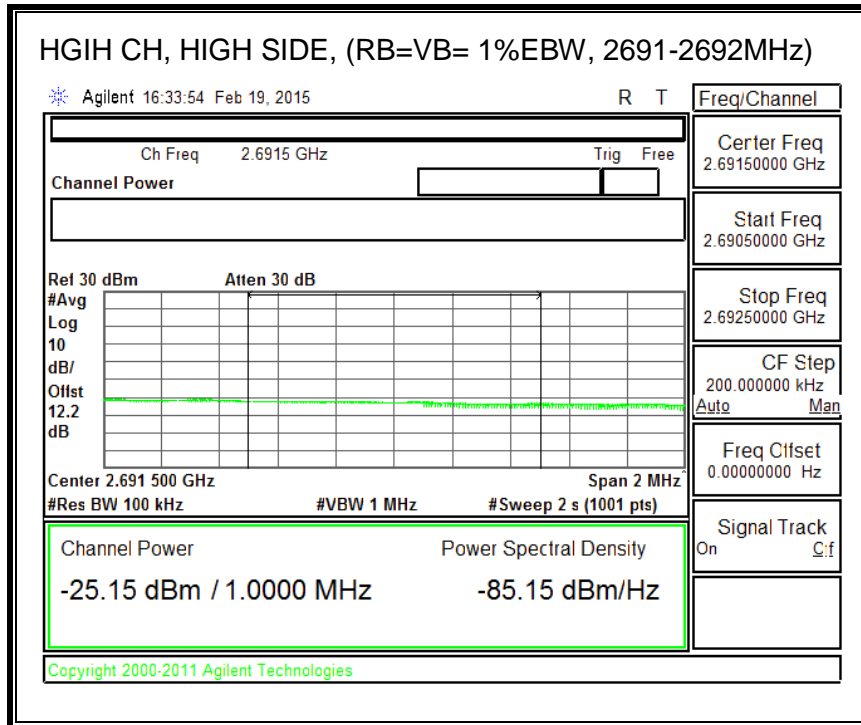 HGIH CH, HIGH SIDE, (RB=VB= 1%EBW, 2691-2692MHz)
Agilent 16:33:54 Feb 19, 2015 R T
Freq/Channel
Ch Freq 2.6915 GHz Trig Free
Channel Power
Center Freq
2.69150000 GHz
Start Freq
2.69050000 GHz
Stop Freq
2.69250000 GHz
CF Step
200.000000 kHz
Auto Man
Freq Offset
0.00000000 Hz
Signal Track
On Off
Ref 30 dBm Atten 30 dB
#Avg
Log
10
dB/
Offst
12.2
dB
Center 2.691 500 GHz Span 2 MHz
#Res BW 100 kHz #VBW 1 MHz #Sweep 2 s (1001 pts)
Channel Power Power Spectral Density
-25.15 dBm / 1.0000 MHz -85.15 dBm/Hz
Copyright 2000-2011 Agilent Technologies